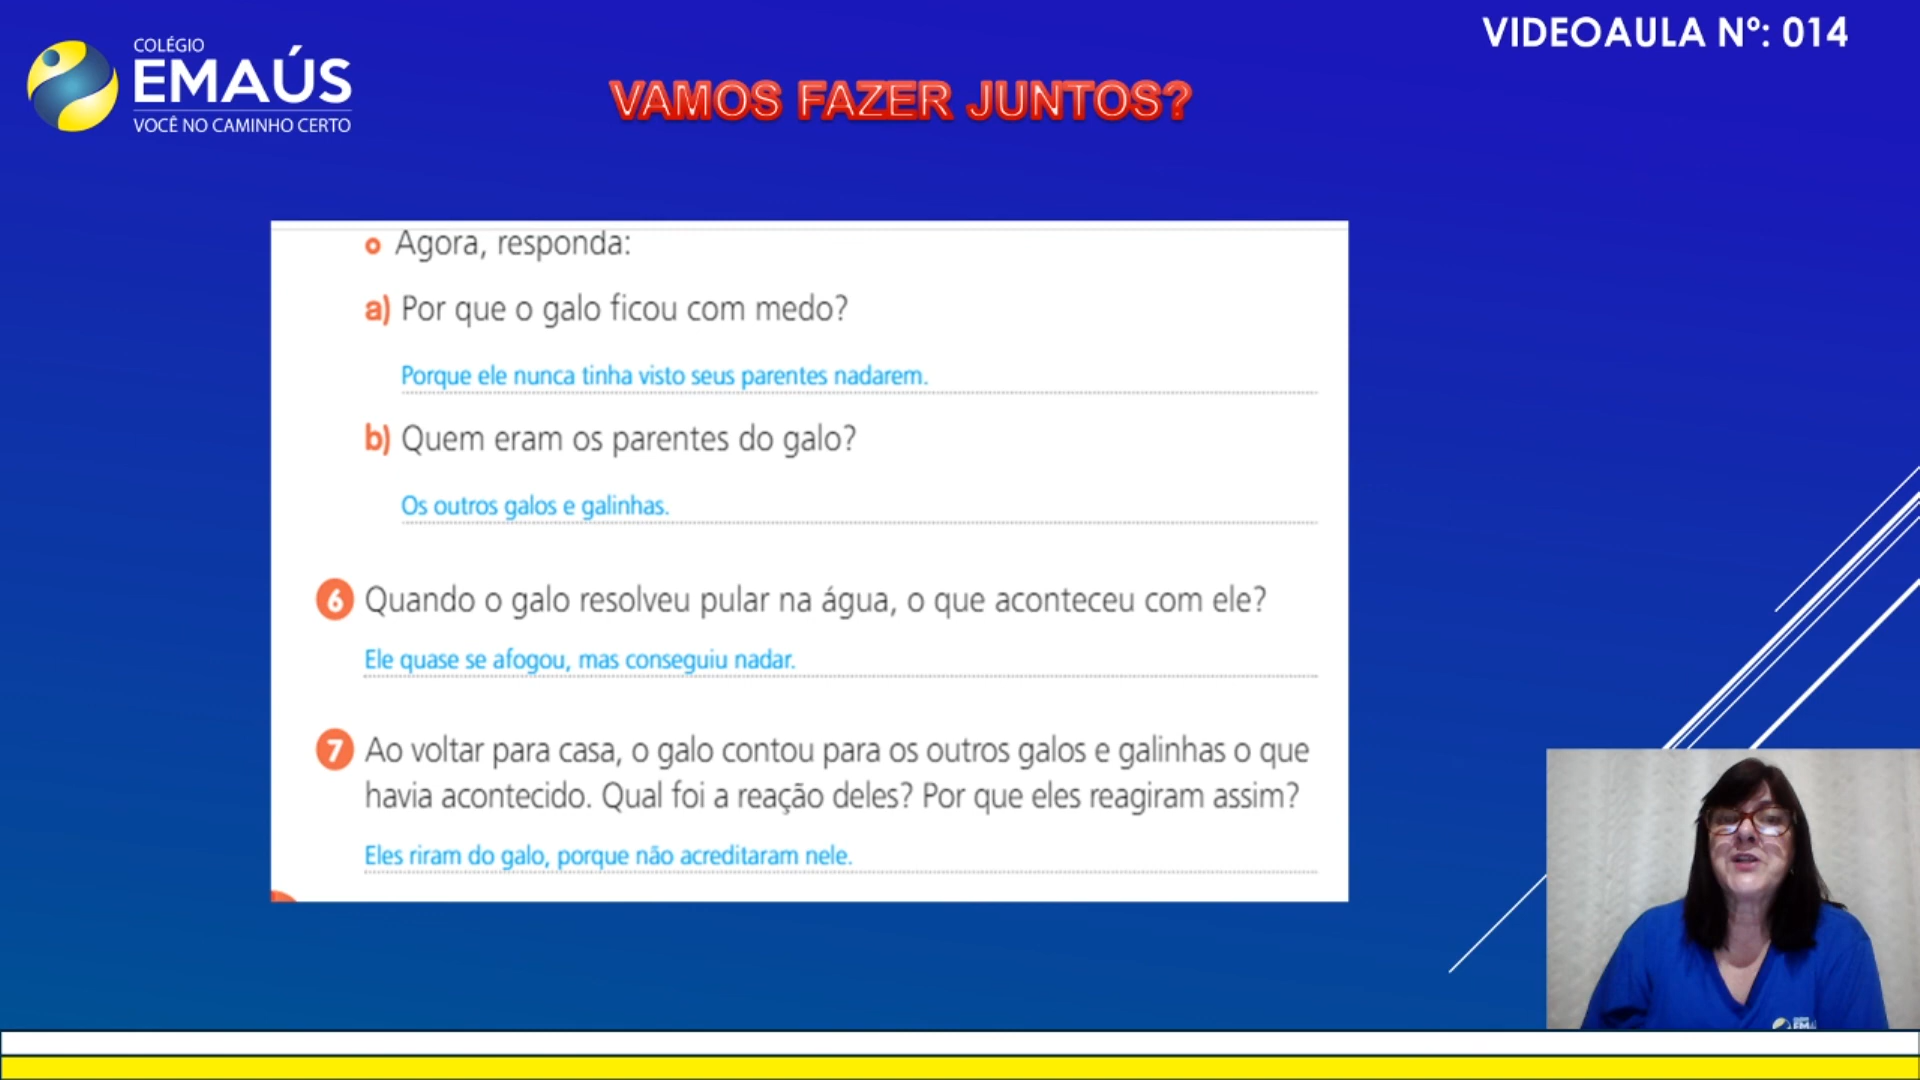 VIDEOAULA Nº: 014
COLÉGIO
EMAÚS
VOCÊ NO CAMINHO CERTO
VAMOS FAZER JUNTOS?
Agora, responda:
a) Por que o galo ficou com medo?
Porque ele nunca tinha visto seus parentes nadarem.
b) Quem eram os parentes do galo?
Os outros galos e galinhas.
6 Quando o galo resolveu pular na água, o que aconteceu com ele?
Ele quase se afogou, mas conseguiu nadar.
7 Ao voltar para casa, o galo contou para os outros galos e galinhas o que
havia acontecido. Qual foi a reação deles? Por que eles reagiram assim?
Eles riram do galo, porque não acreditaram nele.